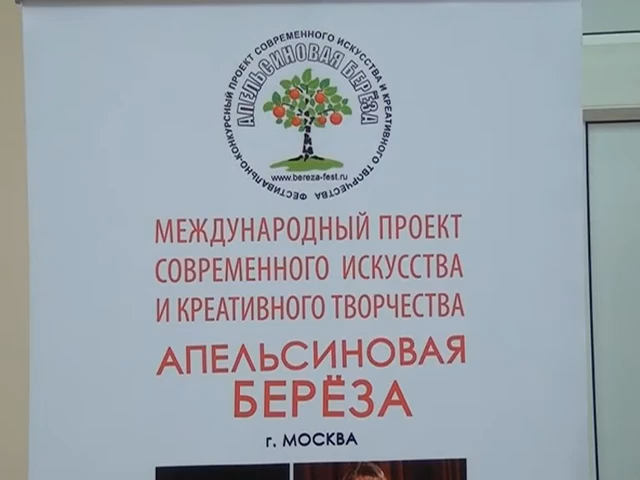 ФЕСТИВАЛЬНО-КОНКУРСНЫЙ ПРОЕКТ СОВРЕМЕННОГО ИСКУССТВА И КРЕАТИВНОГО ТВОРЧЕСТВА
АПЕЛЬСИНОВАЯ БЕРЁЗА
www.bereza-fest.ru
МЕЖДУНАРОДНЫЙ ПРОЕКТ
СОВРЕМЕННОГО ИСКУССТВА
И КРЕАТИВНОГО ТВОРЧЕСТВА
АПЕЛЬСИНОВАЯ
БЕРЁЗА
г. МОСКВА